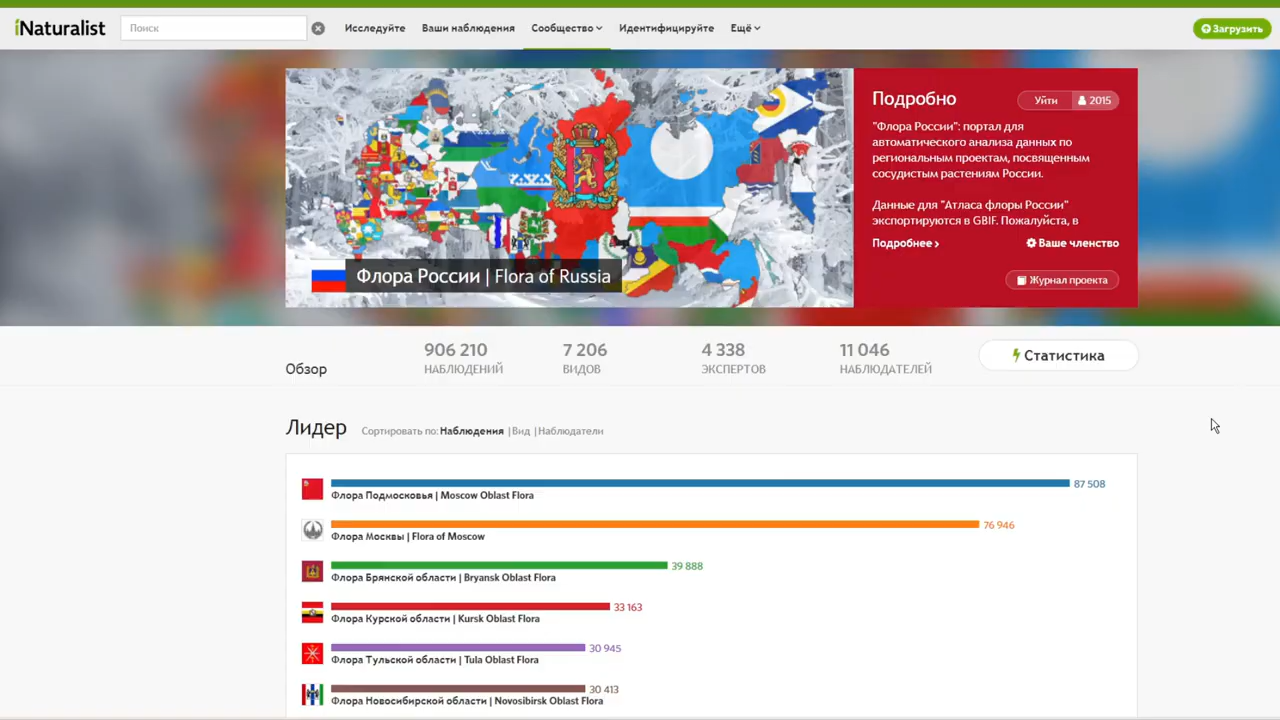 iNaturalist
Поиск
Исследуйте
Ваши наблюдения
Сообщество
Идентифицируйте
Ещё
Загрузить
Флора России | Flora of Russia
Подробно
Уйти
2015
"Флора России": портал для
автоматического анализа данных по
региональным проектам, посвященным
сосудистым растениям России.
Данные для "Атласа флоры России"
экспортируются в GBIF. Пожалуйста, в
Подробнее
Ваше членство
Журнал проекта
Обзор
906 210
НАБЛЮДЕНИЙ
7 206
ВИДОВ
4 338
ЭКСПЕРТОВ
11 046
НАБЛЮДАТЕЛЕЙ
Статистика
Лидер
Сортировать по: Наблюдения | Вид | Наблюдатели
87 508
Флора Подмосковья | Moscow Oblast Flora
76 946
Флора Москвы | Flora of Moscow
39 888
Флора Брянской области | Bryansk Oblast Flora
33 163
Флора Курской области | Kursk Oblast Flora
30 945
Флора Тульской области | Tula Oblast Flora
30 413
Флора Новосибирской области | Novosibirsk Oblast Flora